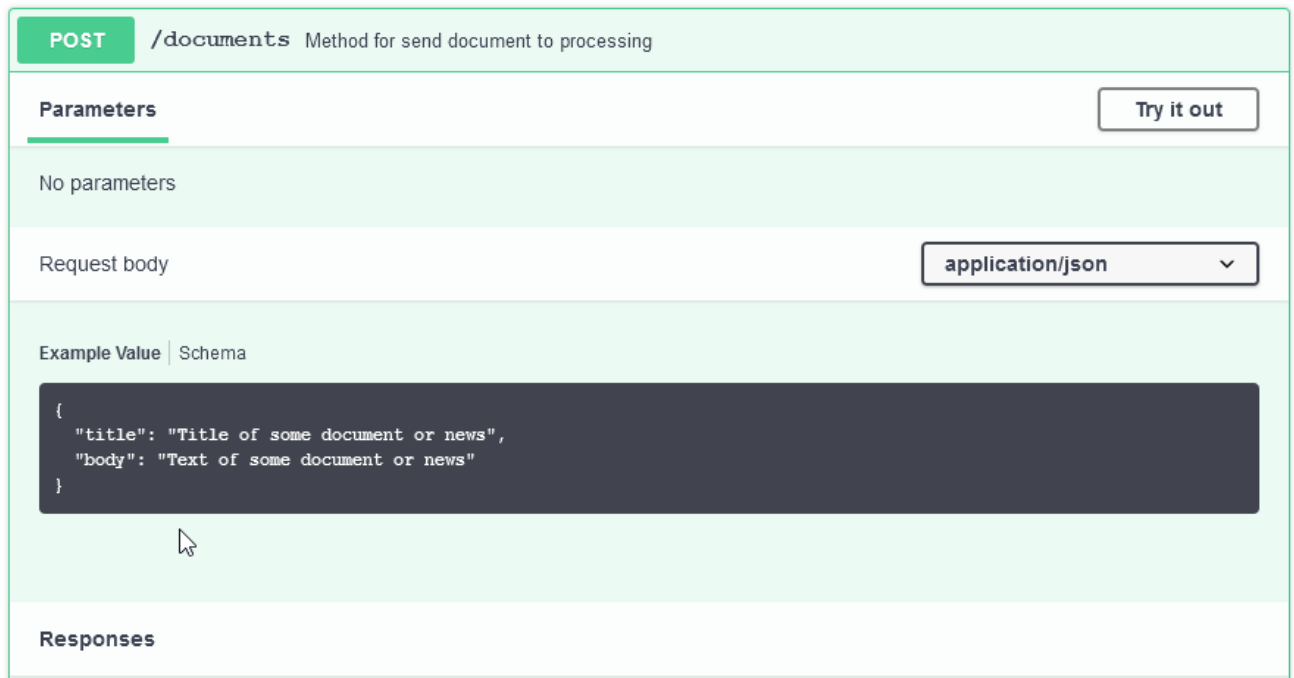 POST /documents Method for send document to processing
Parameters Try it out
No parameters
Request body application/json
Example Value Schema
{
"title": "Title of some document or news",
"body": "Text of some document or news"
}
Responses